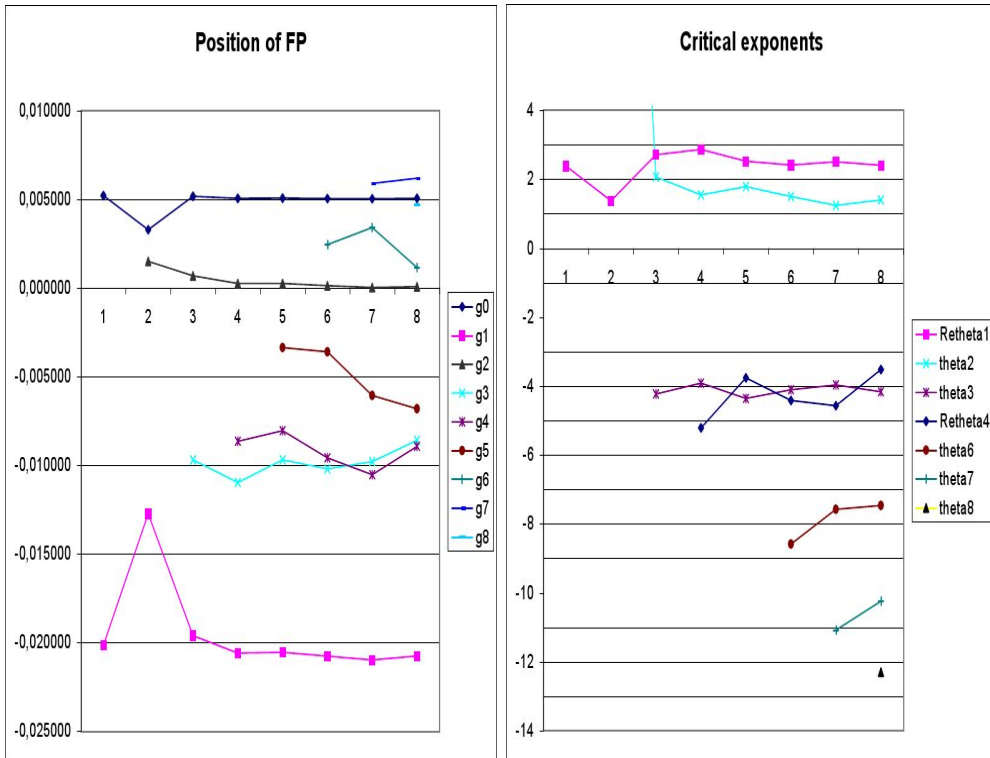 Position of FP
0,010000
0,005000
0,000000
-0,005000
-0,010000
-0,015000
-0,020000
-0,025000
1 2 3 4 5 6 7 8
g0
g1
g2
g3
g4
g5
g6
g7
g8
Critical exponents
4
2
0
-2
-4
-6
-8
-10
-12
-14
1 2 3 4 5 6 7 8
Retheta1
theta2
theta3
Retheta4
theta6
theta7
theta8